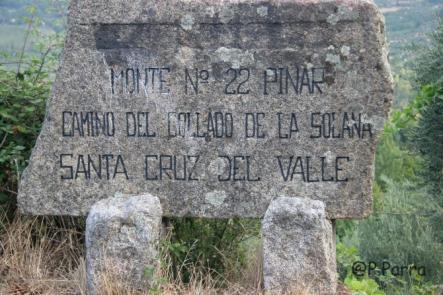 MONTE Nº 22 PINAR
CAMINO DEL COLLADO DE LA SOLANA
SANTA CRUZ DEL VALLE
@P.Parra